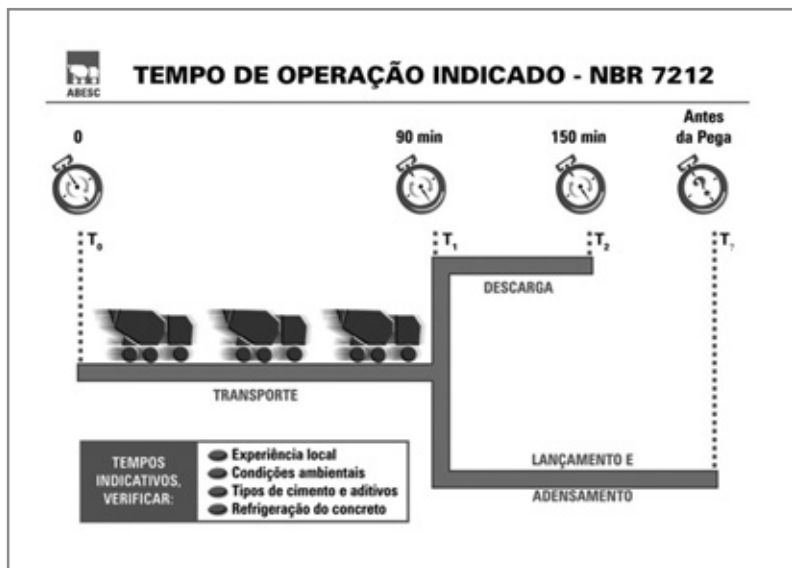 ABESC
TEMPO DE OPERAÇÃO INDICADO - NBR 7212
0
90 min
150 min
Antes
da Pega
?
T₀
T₁
T₂
T?
DESCARGA
TRANSPORTE
LANÇAMENTO E
ADENSAMENTO
TEMPOS
INDICATIVOS,
VERIFICAR:
Experiência local
Condições ambientais
Tipos de cimento e aditivos
Refrigeração do concreto